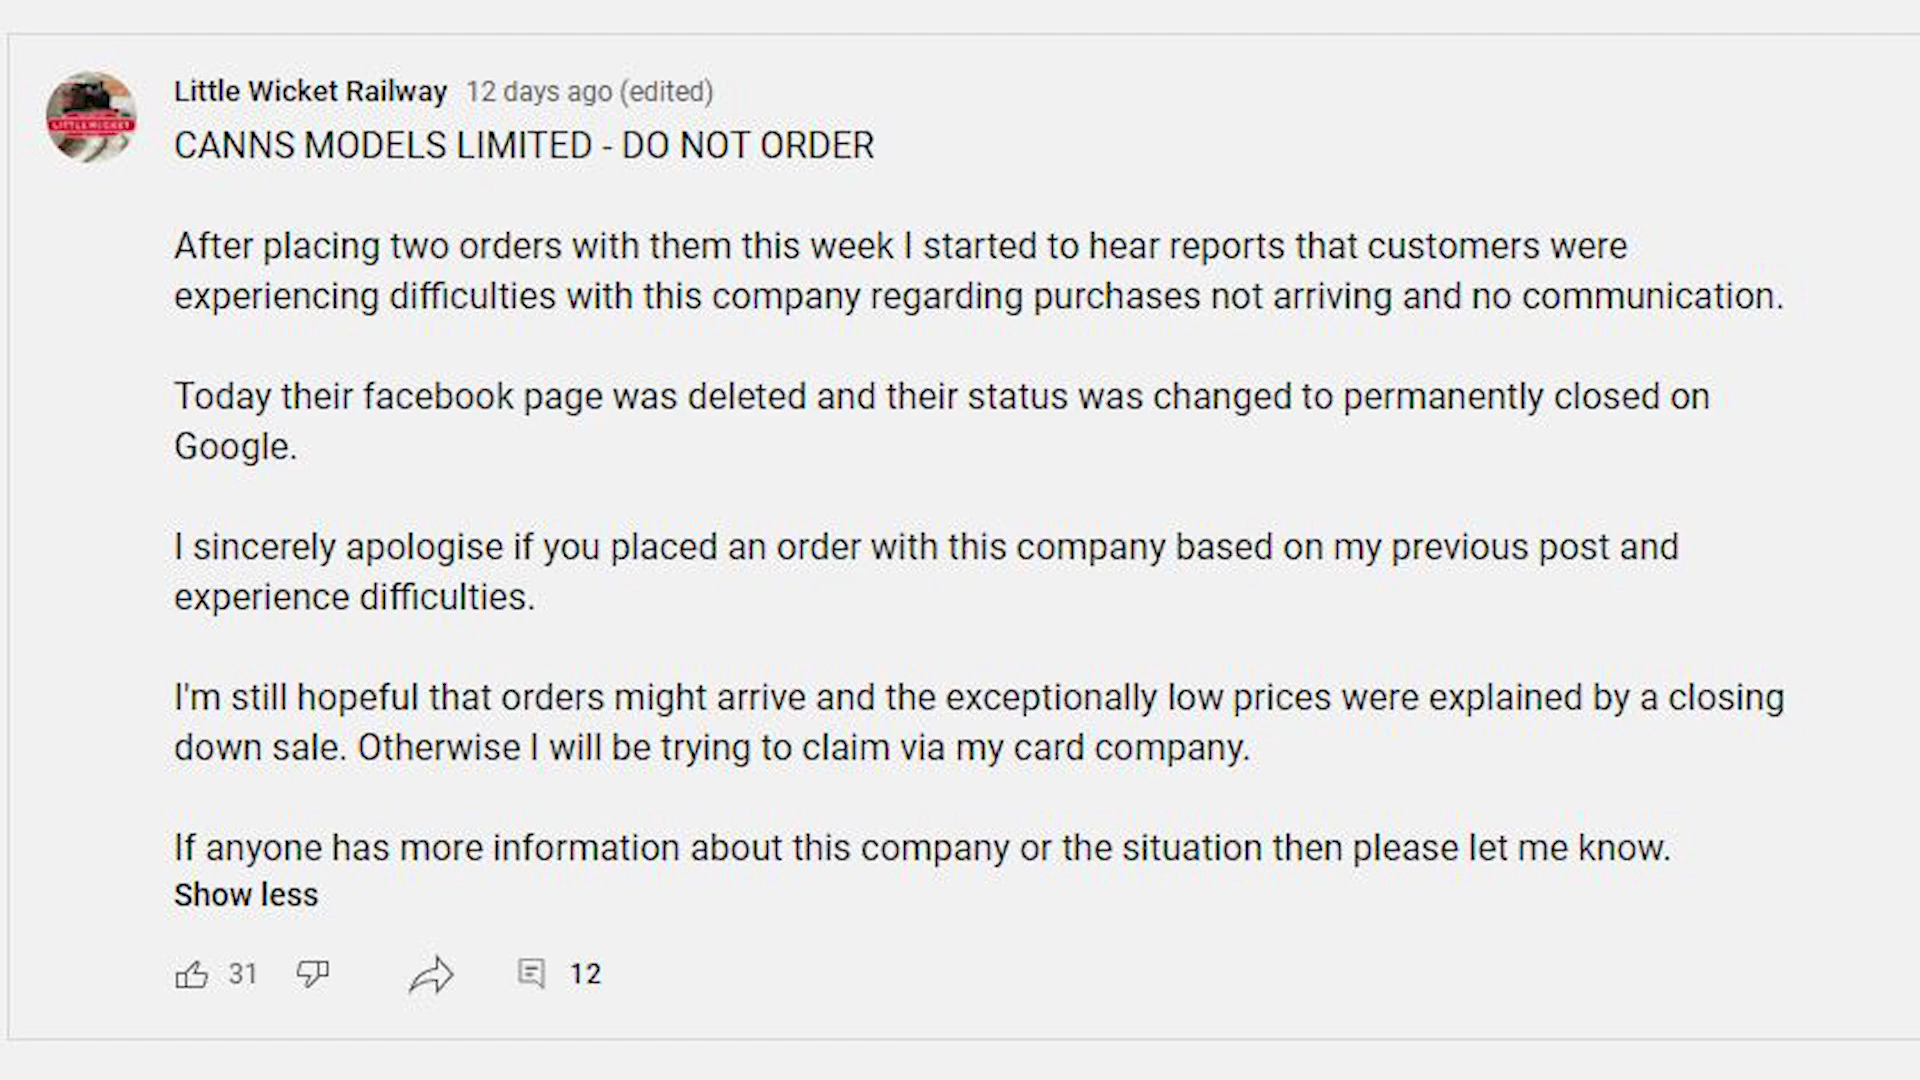 Little Wicket Railway 12 days ago (edited)
CANNS MODELS LIMITED - DO NOT ORDER
After placing two orders with them this week I started to hear reports that customers were
experiencing difficulties with this company regarding purchases not arriving and no communication.
Today their facebook page was deleted and their status was changed to permanently closed on
Google.
I sincerely apologise if you placed an order with this company based on my previous post and
experience difficulties.
I'm still hopeful that orders might arrive and the exceptionally low prices were explained by a closing
down sale. Otherwise I will be trying to claim via my card company.
If anyone has more information about this company or the situation then please let me know.
Show less
31 12
LITTLE WICKET